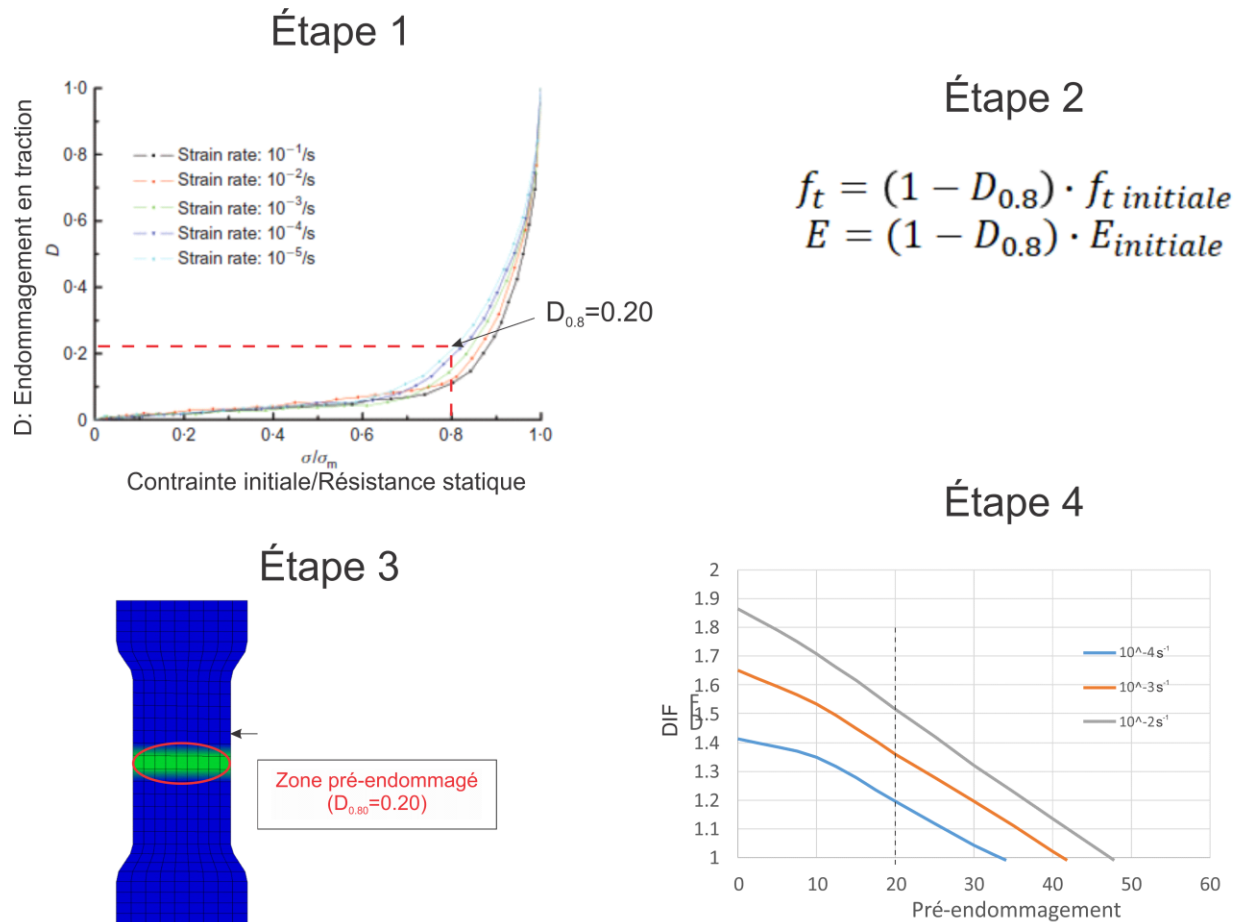 Étape 1
D: Endommagement en traction
D
1·0
0·8
0·6
0·4
0·2
0
Strain rate: 10⁻¹/s
Strain rate: 10⁻²/s
Strain rate: 10⁻³/s
Strain rate: 10⁻⁴/s
Strain rate: 10⁻⁵/s
D₀.₈=0.20
0 0·2 0·4 0·6 0·8 1·0
σ/σₘ
Contrainte initiale/Résistance statique
Étape 2
fₜ = (1 − D₀.₈) · fₜ ᵢₙᵢₜᵢₐₗₑ
E = (1 − D₀.₈) · Eᵢₙᵢₜᵢₐₗₑ
Étape 3
Zone pré-endommagé
(D₀.₈₀=0.20)
Étape 4
DIF
2
1.9
1.8
1.7
1.6
1.5
1.4
1.3
1.2
1.1
1
10^-4 s⁻¹
10^-3 s⁻¹
10^-2 s⁻¹
0 10 20 30 40 50 60
Pré-endommagement